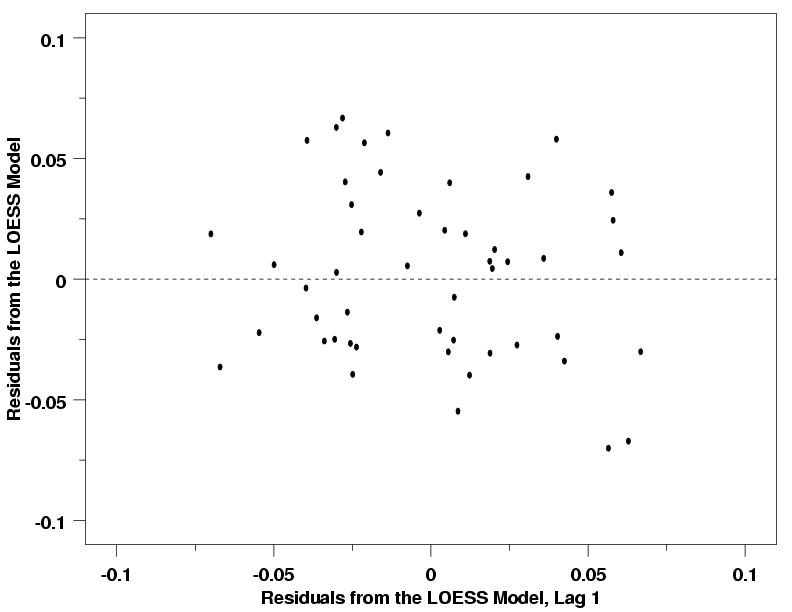 Residuals from the LOESS Model
0.1
0.05
0
-0.05
-0.1
-0.1 -0.05 0 0.05 0.1
Residuals from the LOESS Model, Lag 1